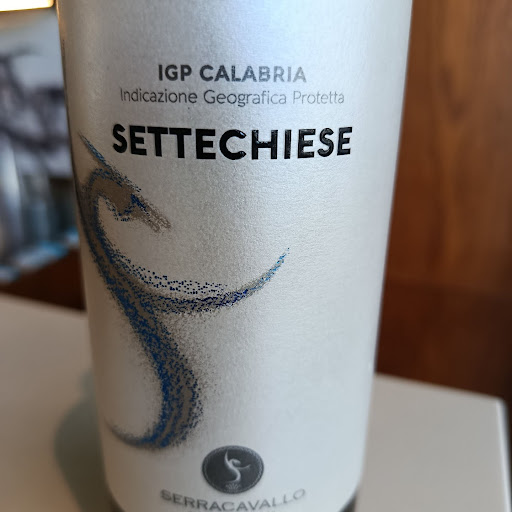 IGP CALABRIA
Indicazione Geografica Protetta
SETTECHIESE
SERRACAVALLO